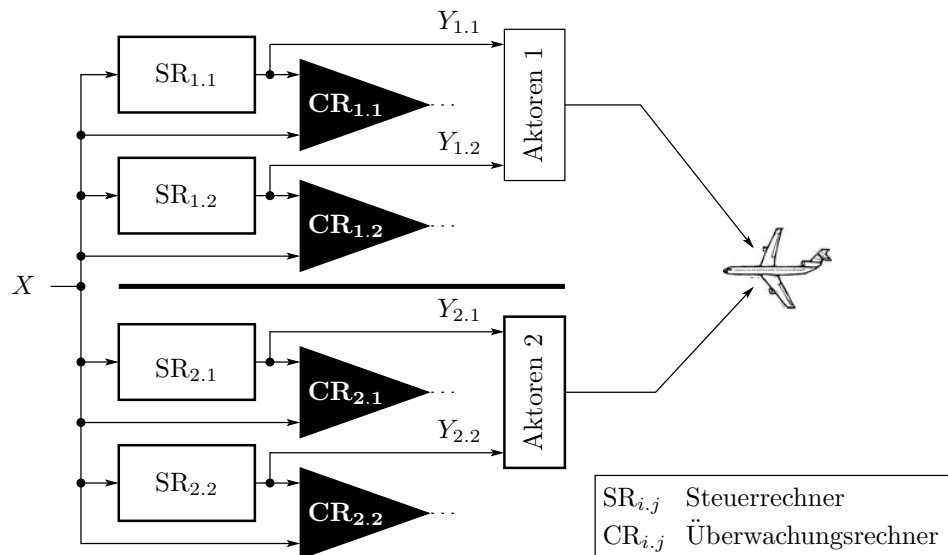 Y1.1
SR1.1
CR1.1
...
Aktoren 1
Y1.2
SR1.2
CR1.2
...
X
Y2.1
SR2.1
CR2.1
...
Aktoren 2
Y2.2
SR2.2
CR2.2
...
SRi.j Steuerrechner
CRi.j Überwachungsrechner